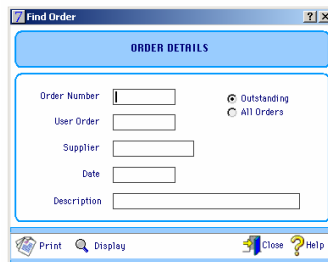 Find Order
ORDER DETAILS
Order Number
Outstanding
All Orders
User Order
Supplier
Date
Description
Print Display Close Help